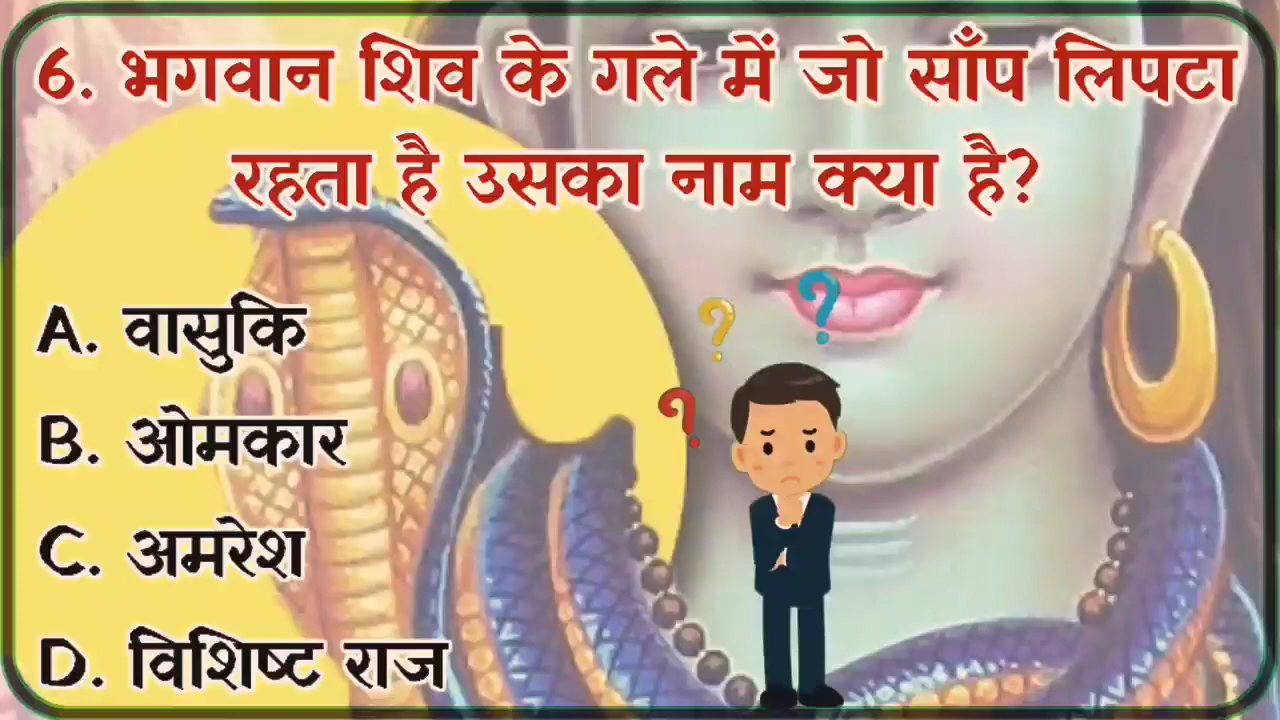 6. भगवान शिव के गले में जो साँप लिपटा
रहता है उसका नाम क्या है?
A. वासुकि
B. ओमकार
C. अमरेश
D. विशिष्ट राज